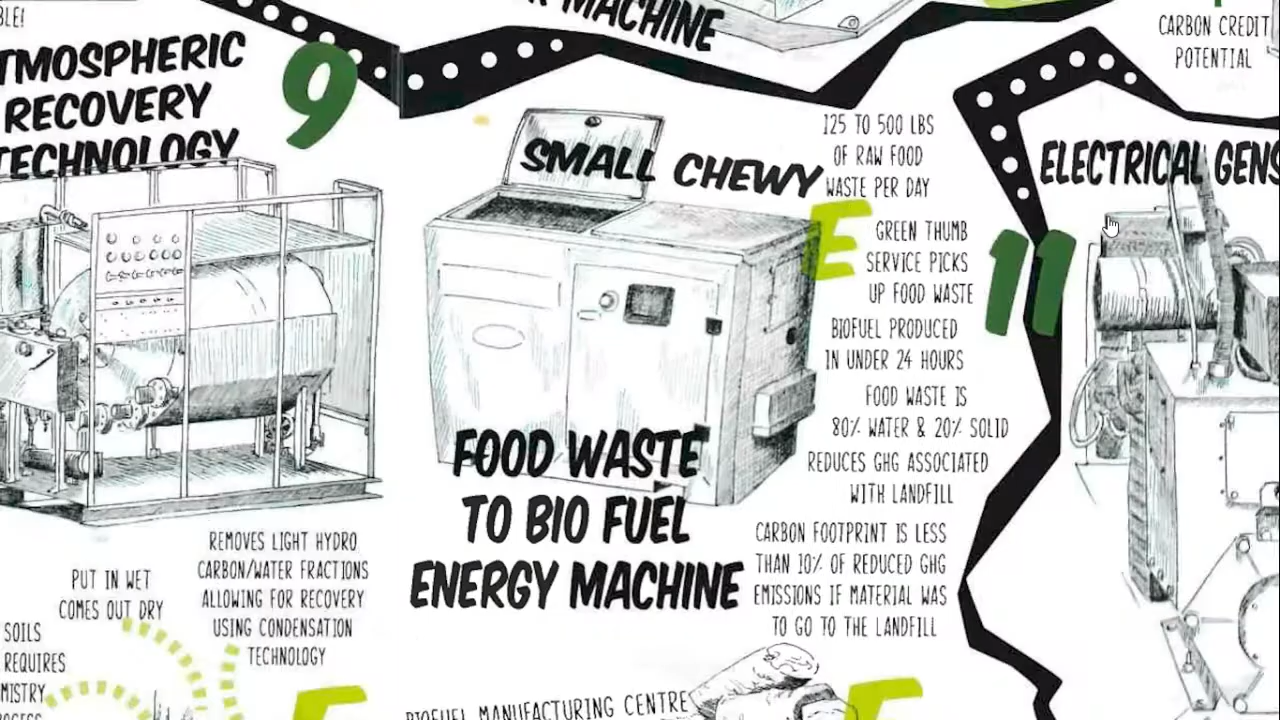 BLE!
MACHINE
CARBON CREDIT
POTENTIAL
TMOSPHERIC
RECOVERY
TECHNOLOGY
9
SMALL CHEWY
125 TO 500 LBS
OF RAW FOOD
WASTE PER DAY
E
GREEN THUMB
SERVICE PICKS
UP FOOD WASTE
BIOFUEL PRODUCED
IN UNDER 24 HOURS
FOOD WASTE IS
80% WATER & 20% SOLID
REDUCES GHG ASSOCIATED
WITH LANDFILL
CARBON FOOTPRINT IS LESS
THAN 10% OF REDUCED GHG
EMISSIONS IF MATERIAL WAS
TO GO TO THE LANDFILL
FOOD WASTE
TO BIO FUEL
ENERGY MACHINE
11
ELECTRICAL GENS
REMOVES LIGHT HYDRO
CARBON/WATER FRACTIONS
ALLOWING FOR RECOVERY
USING CONDENSATION
TECHNOLOGY
PUT IN WET
COMES OUT DRY
SOILS
REQUIRES
MISTRY
BIOFUEL MANUFACTURING CENTRE